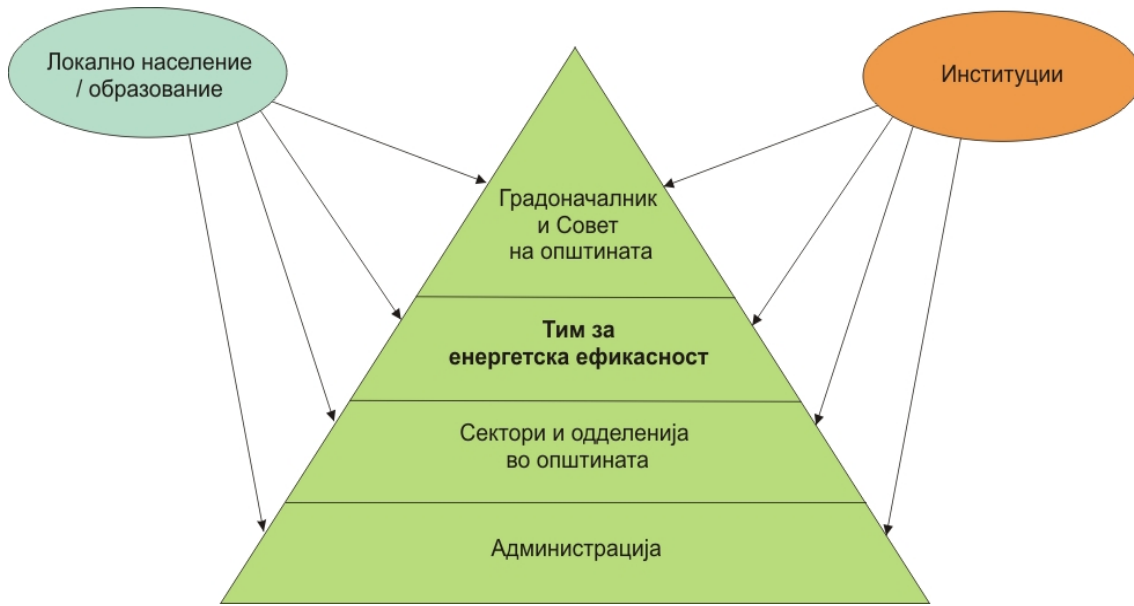 Локално население
/ образование
Институции
Градоначалник
и Совет
на општината
Тим за
енергетска ефикасност
Сектори и одделенија
во општината
Администрација